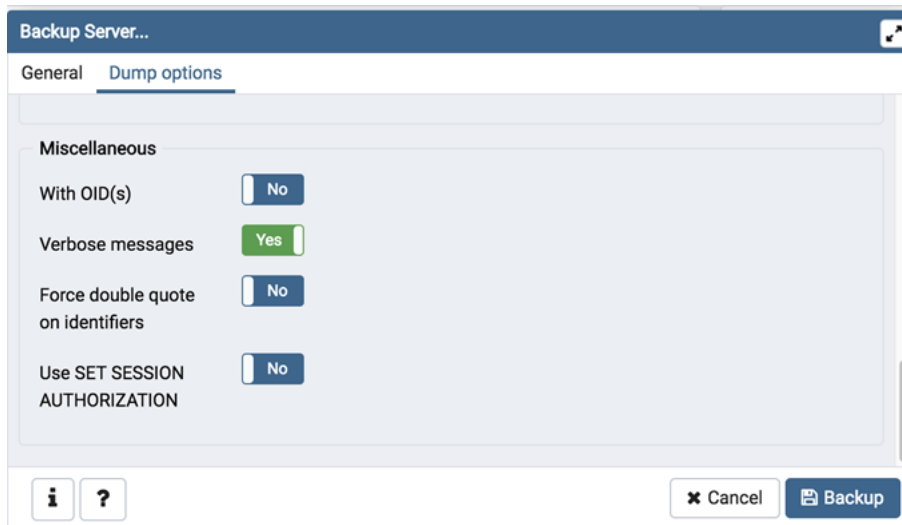 Backup Server...
General Dump options
Miscellaneous
With OID(s) No
Verbose messages Yes
Force double quote No
on identifiers
Use SET SESSION No
AUTHORIZATION
i ? Cancel Backup